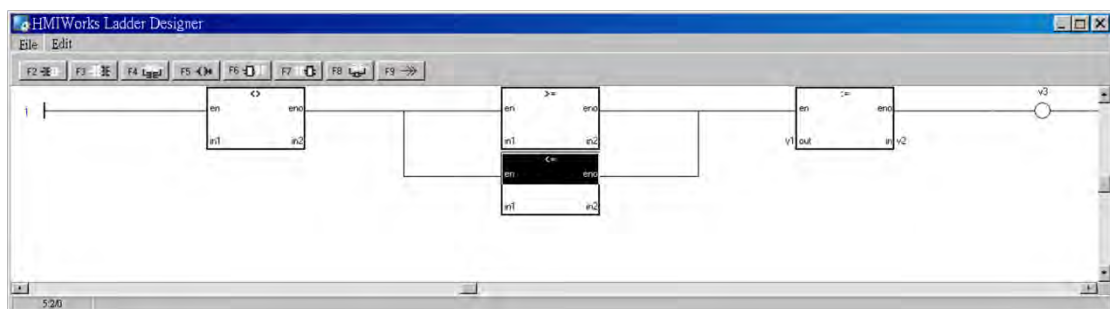 HMIWorks Ladder Designer
File Edit
F2 F3 F4 F5 F6 F7 F8 F9
<> >= := v3
1 en eno en eno en eno
in1 in2 in1 in2 v1 out in v2
<=
en eno
in1 in2
5:2/0